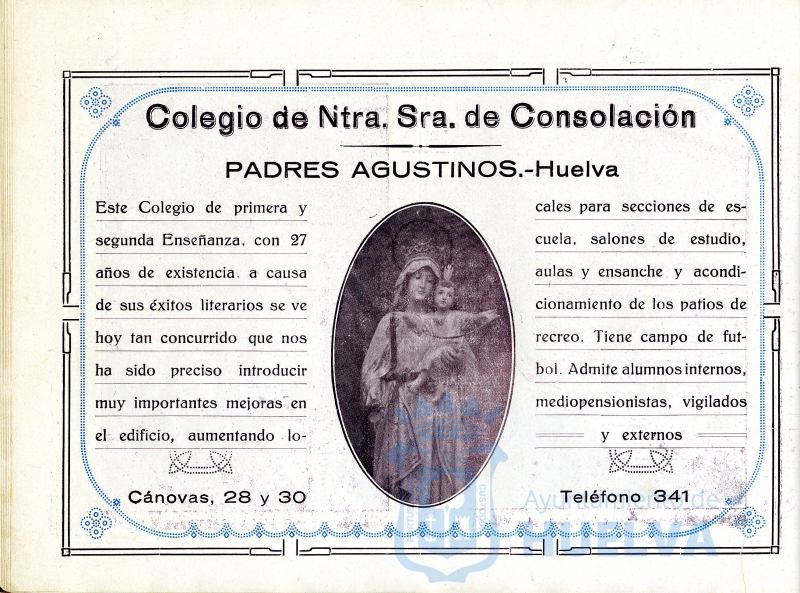 Colegio de Ntra. Sra. de Consolación
PADRES AGUSTINOS.-Huelva
Este Colegio de primera y
segunda Enseñanza, con 27
años de existencia, a causa
de sus éxitos literarios se ve
hoy tan concurrido que nos
ha sido preciso introducir
muy importantes mejoras en
el edificio, aumentando lo-
cales para secciones de es-
cuela, salones de estudio,
aulas y ensanche y acondi-
cionamiento de los patios de
recreo. Tiene campo de fut-
bol. Admite alumnos internos,
mediopensionistas, vigilados
y externos
Cánovas, 28 y 30
Teléfono 341
Ayuntamiento de
HUELVA